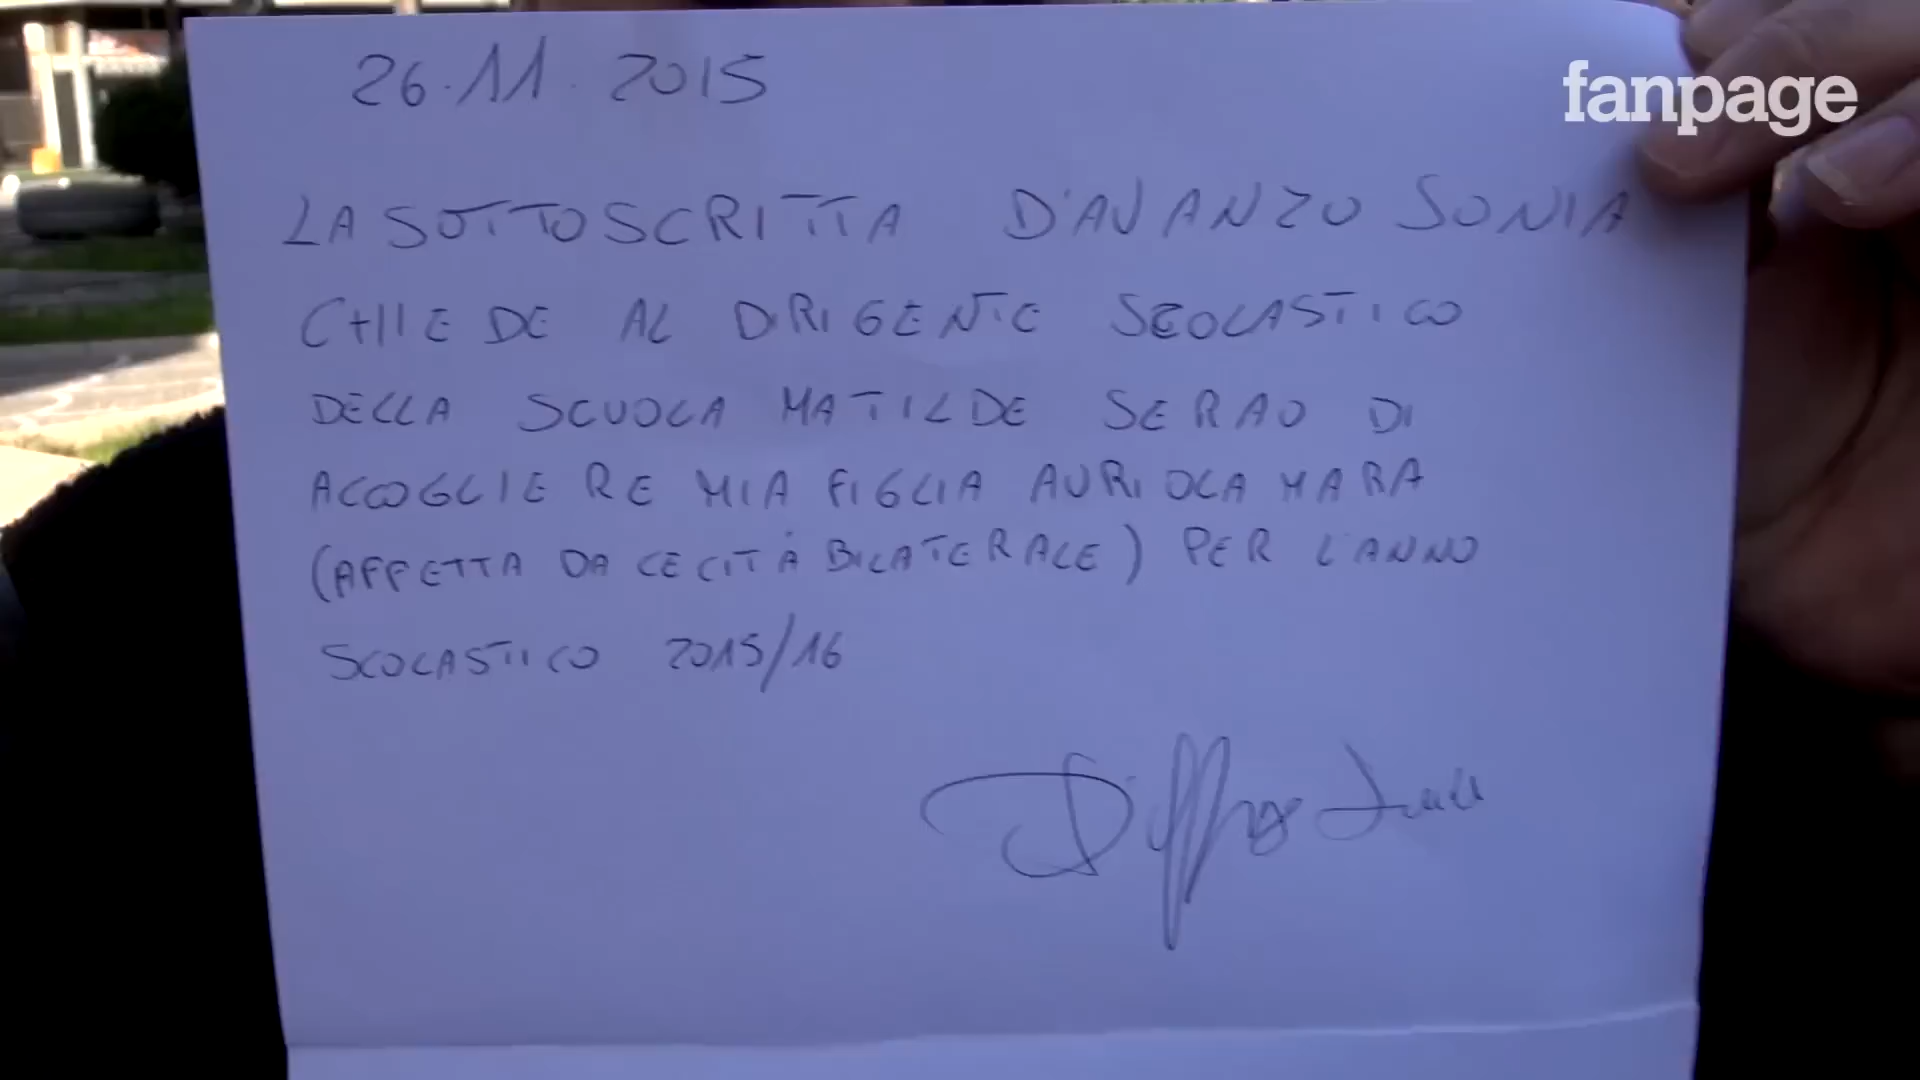 fanpage
26.11.2015
LA SOTTOSCRITTA D'AVANZO SONIA
CHIEDE AL DIRIGENTE SCOLASTICO
DELLA SCUOLA MATILDE SERAO DI
ACCOGLIERE MIA FIGLIA AURIOLA MARA
(AFFETTA DA CECITÀ BILATERALE) PER L'ANNO
SCOLASTICO 2015/16